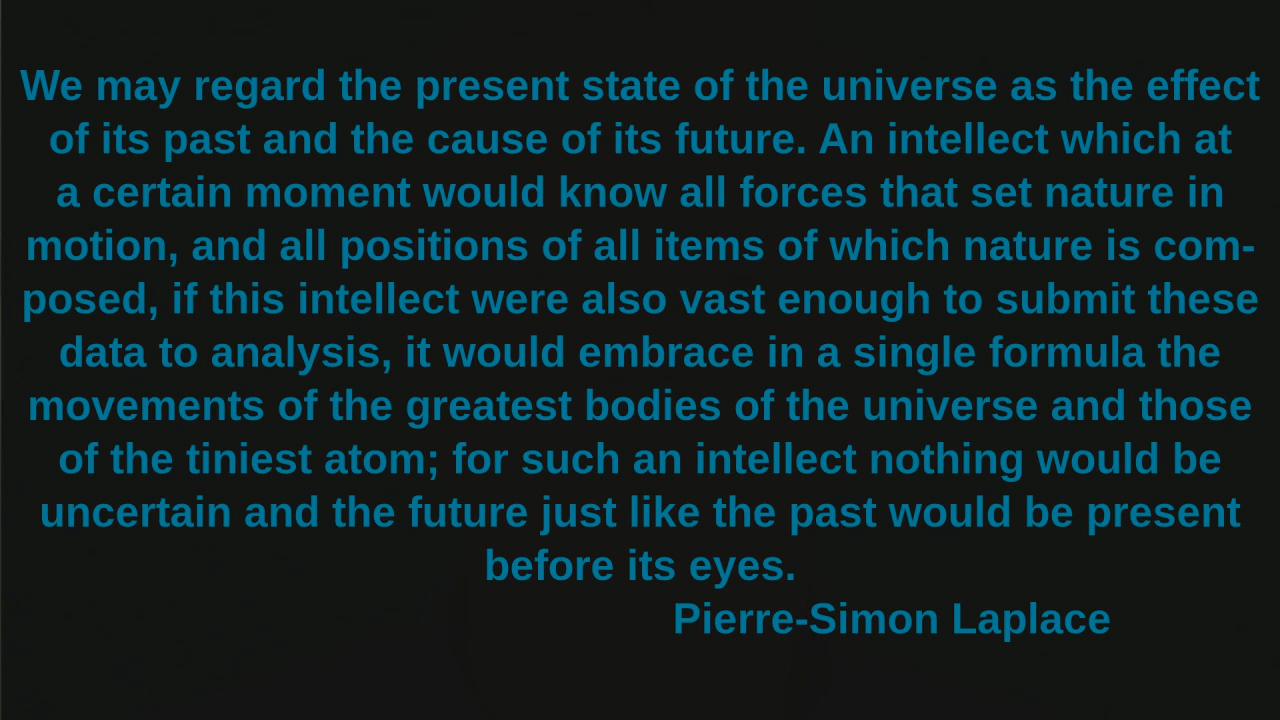 We may regard the present state of the universe as the effect
of its past and the cause of its future. An intellect which at
a certain moment would know all forces that set nature in
motion, and all positions of all items of which nature is com-
posed, if this intellect were also vast enough to submit these
data to analysis, it would embrace in a single formula the
movements of the greatest bodies of the universe and those
of the tiniest atom; for such an intellect nothing would be
uncertain and the future just like the past would be present
before its eyes.
Pierre-Simon Laplace